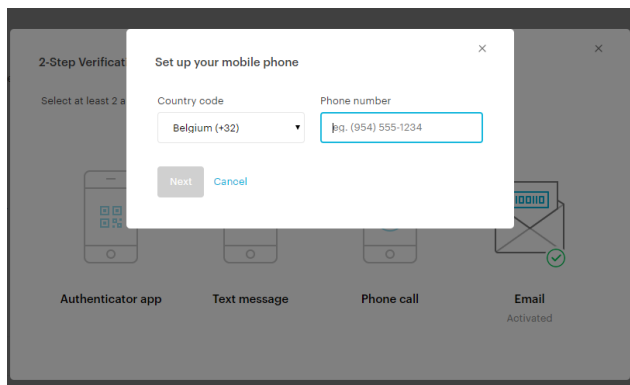 2-Step Verificat
Set up your mobile phone
Select at least 2 a
Country code
Phone number
Belgium (+32)
eg. (954) 555-1234
Next
Cancel
100110
Authenticator app
Text message
Phone call
Email
Activated